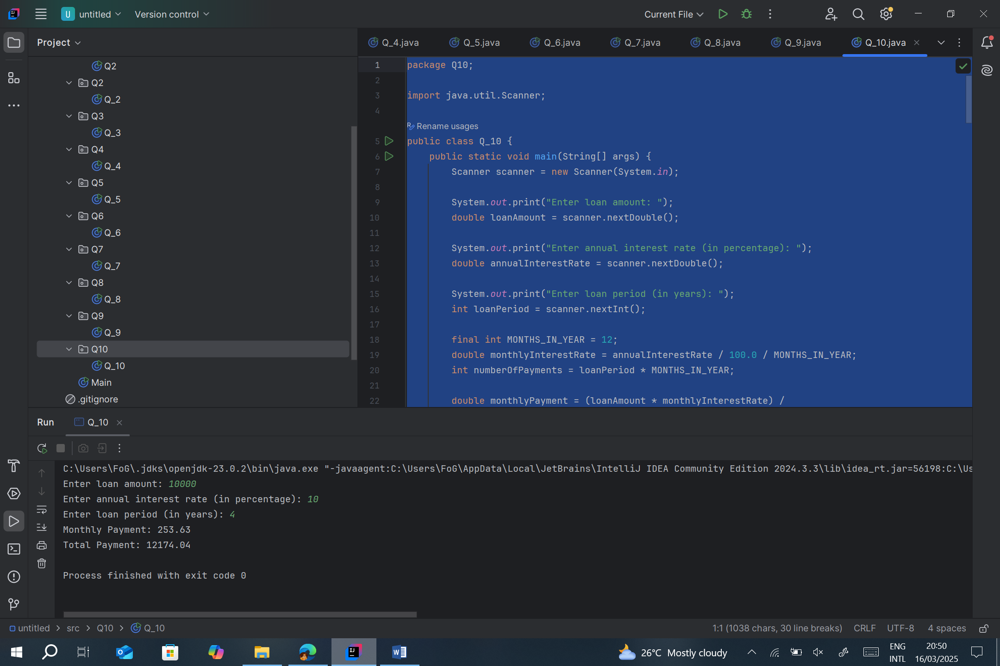 U untitled Version control Current File
Project
Q_4.java Q_5.java Q_6.java Q_7.java Q_8.java Q_9.java Q_10.java
Q2
Q2
Q_2
Q3
Q_3
Q4
Q_4
Q5
Q_5
Q6
Q_6
Q7
Q_7
Q8
Q_8
Q9
Q_9
Q10
Q_10
Main
.gitignore
1 package Q10;
2
3 import java.util.Scanner;
4
Rename usages
5 public class Q_10 {
6 public static void main(String[] args) {
7 Scanner scanner = new Scanner(System.in);
8
9 System.out.print("Enter loan amount: ");
10 double loanAmount = scanner.nextDouble();
11
12 System.out.print("Enter annual interest rate (in percentage): ");
13 double annualInterestRate = scanner.nextDouble();
14
15 System.out.print("Enter loan period (in years): ");
16 int loanPeriod = scanner.nextInt();
17
18 final int MONTHS_IN_YEAR = 12;
19 double monthlyInterestRate = annualInterestRate / 100.0 / MONTHS_IN_YEAR;
20 int numberOfPayments = loanPeriod * MONTHS_IN_YEAR;
21
22 double monthlyPayment = (loanAmount * monthlyInterestRate) /
Run Q_10
C:\Users\FoG\.jdks\openjdk-23.0.2\bin\java.exe "-javaagent:C:\Users\FoG\AppData\Local\JetBrains\IntelliJ IDEA Community Edition 2024.3.3\lib\idea_rt.jar=56198:C:\Us
Enter loan amount: 10000
Enter annual interest rate (in percentage): 10
Enter loan period (in years): 4
Monthly Payment: 253.63
Total Payment: 12174.04
Process finished with exit code 0
untitled > src > Q10 > Q_10 1:1 (1038 chars, 30 line breaks) CRLF UTF-8 4 spaces
26°C Mostly cloudy
ENG
INTL
20:50
16/03/2025